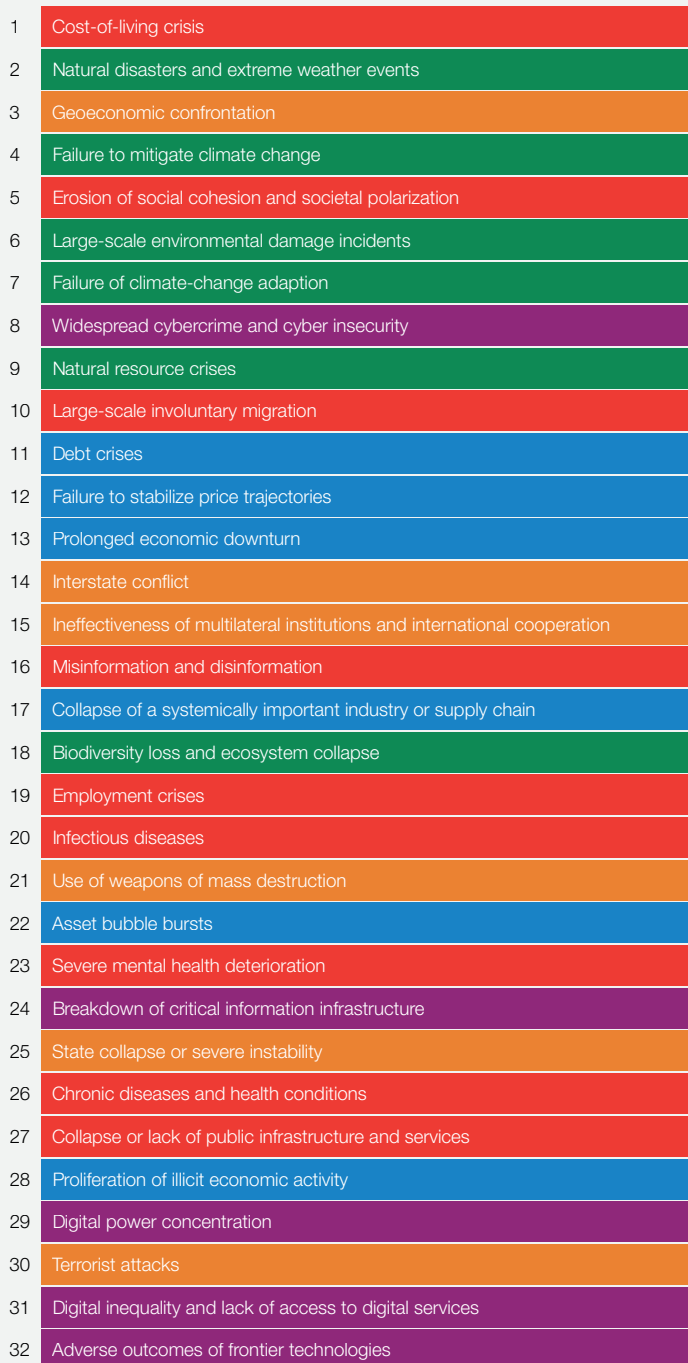 1 Cost-of-living crisis
2 Natural disasters and extreme weather events
3 Geoeconomic confrontation
4 Failure to mitigate climate change
5 Erosion of social cohesion and societal polarization
6 Large-scale environmental damage incidents
7 Failure of climate-change adaption
8 Widespread cybercrime and cyber insecurity
9 Natural resource crises
10 Large-scale involuntary migration
11 Debt crises
12 Failure to stabilize price trajectories
13 Prolonged economic downturn
14 Interstate conflict
15 Ineffectiveness of multilateral institutions and international cooperation
16 Misinformation and disinformation
17 Collapse of a systemically important industry or supply chain
18 Biodiversity loss and ecosystem collapse
19 Employment crises
20 Infectious diseases
21 Use of weapons of mass destruction
22 Asset bubble bursts
23 Severe mental health deterioration
24 Breakdown of critical information infrastructure
25 State collapse or severe instability
26 Chronic diseases and health conditions
27 Collapse or lack of public infrastructure and services
28 Proliferation of illicit economic activity
29 Digital power concentration
30 Terrorist attacks
31 Digital inequality and lack of access to digital services
32 Adverse outcomes of frontier technologies